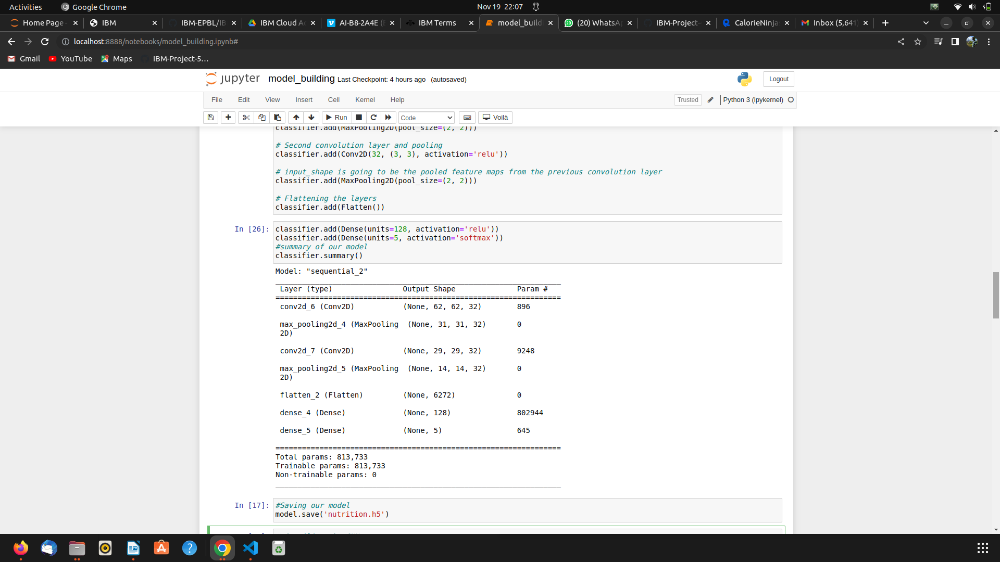 Activities
Google Chrome
Nov 19 22:07
Home Page -
IBM
IBM-EPBL/IB
IBM Cloud Ac
AI-B8-2A4E (
IBM Terms
model_build
(20) WhatsAp
IBM-Project-
CalorieNinja
Inbox (5,641)
localhost:8888/notebooks/model_building.ipynb#
Gmail
YouTube
Maps
IBM-Project-5…
jupyter model_building Last Checkpoint: 4 hours ago (autosaved)
Logout
File Edit View Insert Cell Kernel Help
Trusted
Python 3 (ipykernel)
Run
Code
Voilà
classifier.add(MaxPooling2D(pool_size=(2, 2)))
# Second convolution layer and pooling
classifier.add(Conv2D(32, (3, 3), activation='relu'))
# input_shape is going to be the pooled feature maps from the previous convolution layer
classifier.add(MaxPooling2D(pool_size=(2, 2)))
# Flattening the layers
classifier.add(Flatten())
In [26]: classifier.add(Dense(units=128, activation='relu'))
classifier.add(Dense(units=5, activation='softmax'))
#summary of our model
classifier.summary()
Model: "sequential_2"
_________________________________________________________________
Layer (type) Output Shape Param #
=================================================================
conv2d_6 (Conv2D) (None, 62, 62, 32) 896
max_pooling2d_4 (MaxPooling (None, 31, 31, 32) 0
2D)
conv2d_7 (Conv2D) (None, 29, 29, 32) 9248
max_pooling2d_5 (MaxPooling (None, 14, 14, 32) 0
2D)
flatten_2 (Flatten) (None, 6272) 0
dense_4 (Dense) (None, 128) 802944
dense_5 (Dense) (None, 5) 645
=================================================================
Total params: 813,733
Trainable params: 813,733
Non-trainable params: 0
_________________________________________________________________
In [17]: #Saving our model
model.save('nutrition.h5')